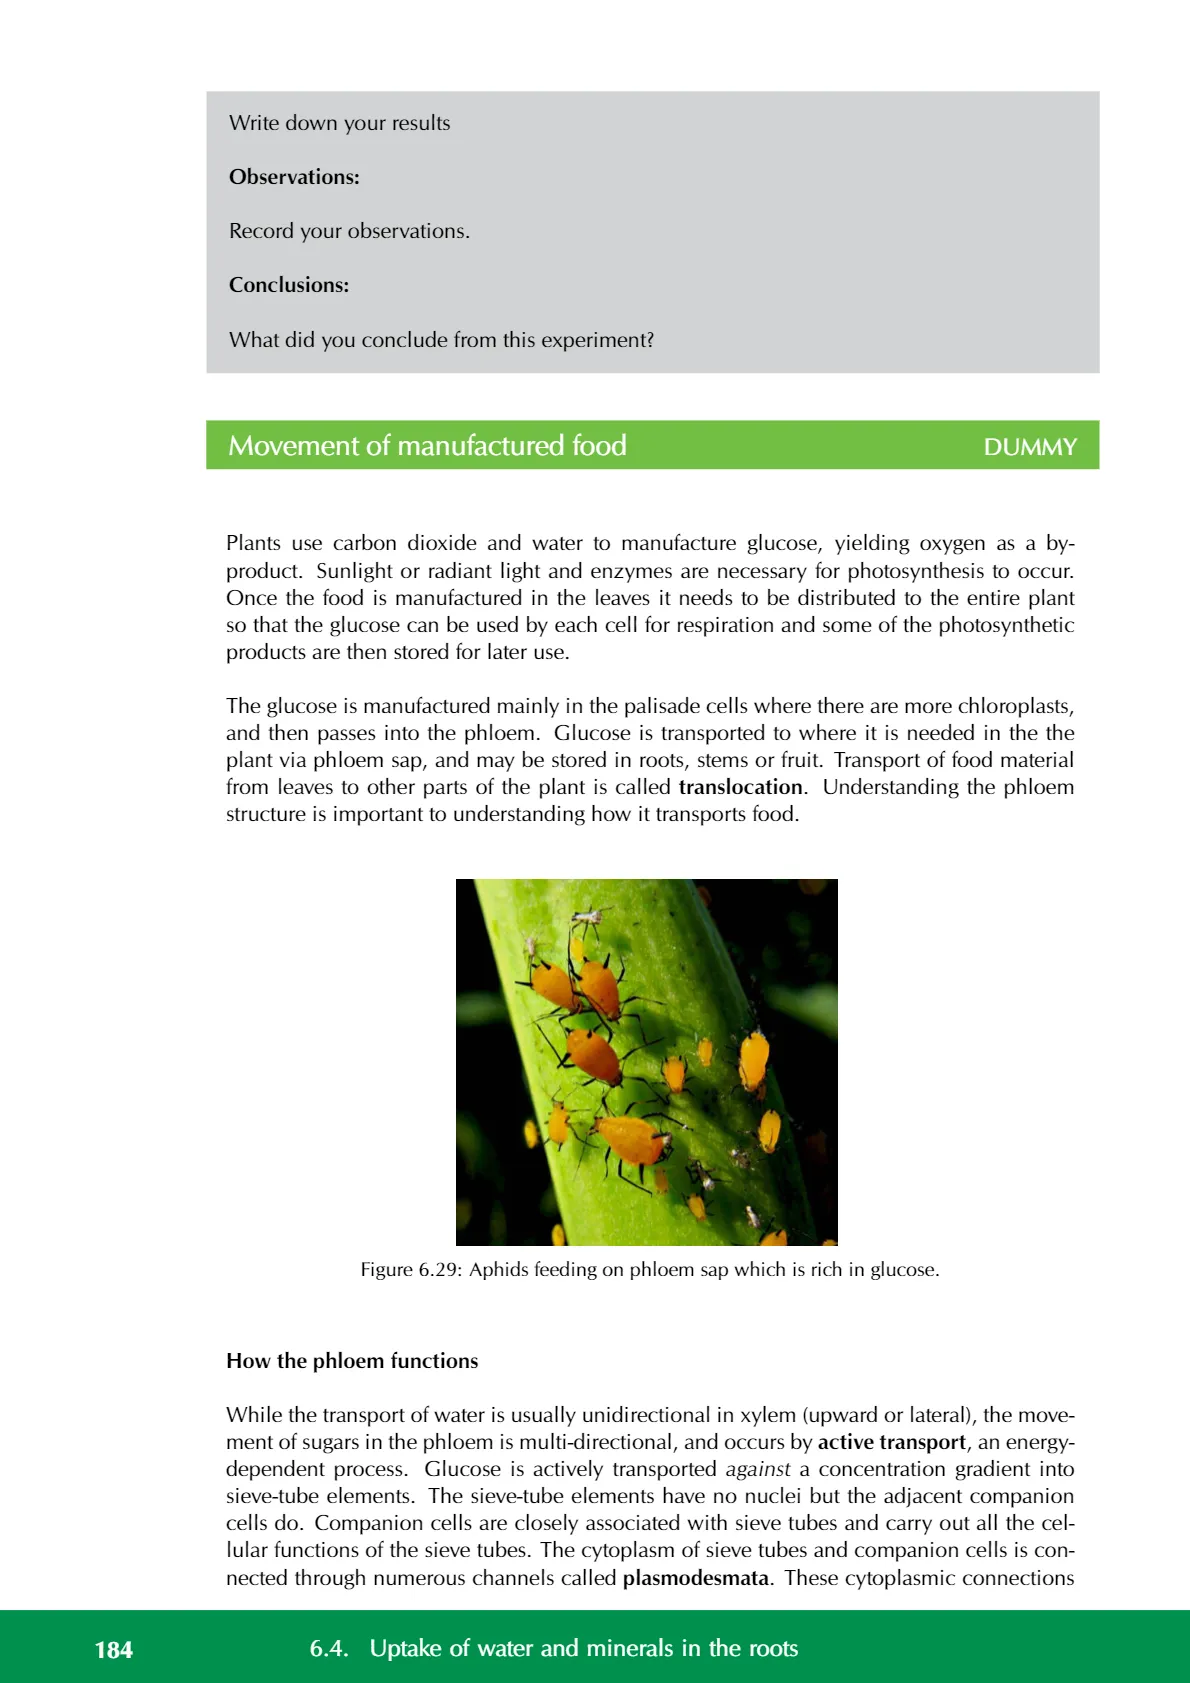 Write down your results
Observations:
Record your observations.
Conclusions:
What did you conclude from this experiment?
Movement of manufactured food DUMMY
Plants use carbon dioxide and water to manufacture glucose, yielding oxygen as a by-
product. Sunlight or radiant light and enzymes are necessary for photosynthesis to occur.
Once the food is manufactured in the leaves it needs to be distributed to the entire plant
so that the glucose can be used by each cell for respiration and some of the photosynthetic
products are then stored for later use.
The glucose is manufactured mainly in the palisade cells where there are more chloroplasts,
and then passes into the phloem. Glucose is transported to where it is needed in the the
plant via phloem sap, and may be stored in roots, stems or fruit. Transport of food material
from leaves to other parts of the plant is called translocation. Understanding the phloem
structure is important to understanding how it transports food.
Figure 6.29: Aphids feeding on phloem sap which is rich in glucose.
How the phloem functions
While the transport of water is usually unidirectional in xylem (upward or lateral), the move-
ment of sugars in the phloem is multi-directional, and occurs by active transport, an energy-
dependent process. Glucose is actively transported against a concentration gradient into
sieve-tube elements. The sieve-tube elements have no nuclei but the adjacent companion
cells do. Companion cells are closely associated with sieve tubes and carry out all the cel-
lular functions of the sieve tubes. The cytoplasm of sieve tubes and companion cells is con-
nected through numerous channels called plasmodesmata. These cytoplasmic connections
184 6.4. Uptake of water and minerals in the roots